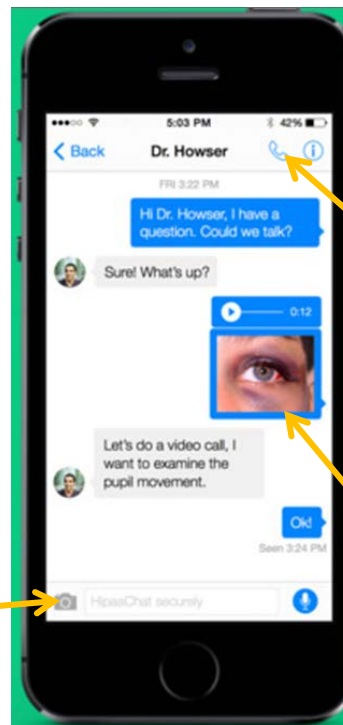 5:03 PM
42%
Back
Dr. Howser
FRI 3:22 PM
Hi Dr. Howser, I have a
question. Could we talk?
Sure! What's up?
0:12
Let's do a video call, I
want to examine the
pupil movement.
Ok!
Seen 3:24 PM
HipaaChat securely